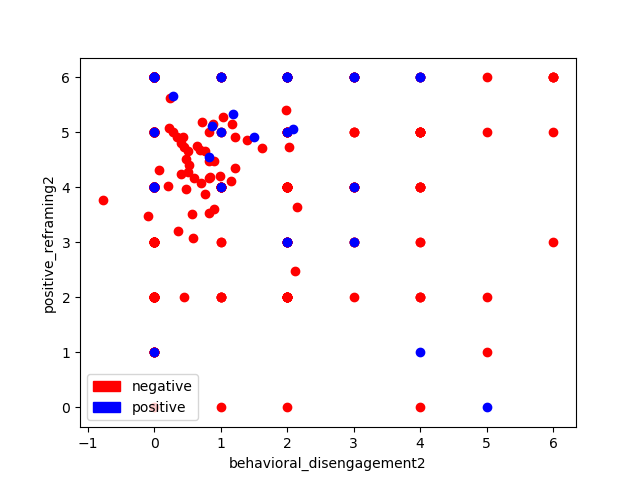 6
5
4
3
2
1
0
positive_reframing2
negative
positive
−1 0 1 2 3 4 5 6
behavioral_disengagement2